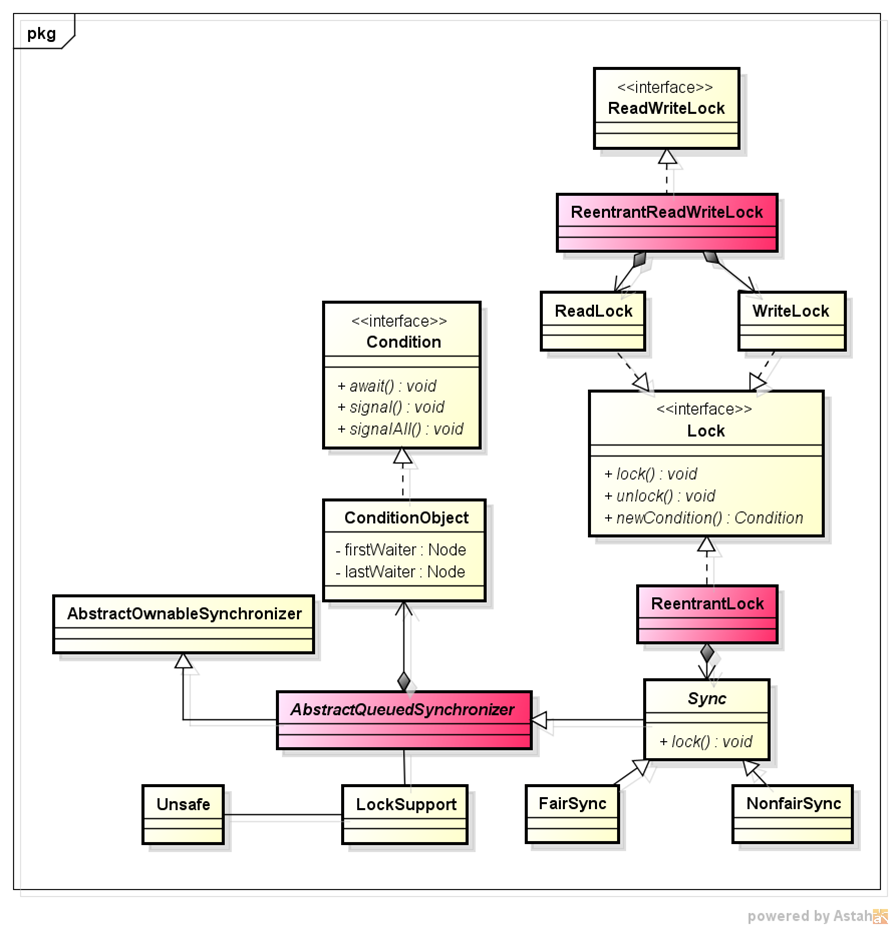 pkg
<<interface>>
ReadWriteLock
ReentrantReadWriteLock
ReadLock
WriteLock
<<interface>>
Condition
+ await() : void
+ signal() : void
+ signalAll() : void
<<interface>>
Lock
+ lock() : void
+ unlock() : void
+ newCondition() : Condition
ConditionObject
- firstWaiter : Node
- lastWaiter : Node
AbstractOwnableSynchronizer
ReentrantLock
AbstractQueuedSynchronizer
Sync
+ lock() : void
Unsafe
LockSupport
FairSync
NonfairSync
powered by Astah